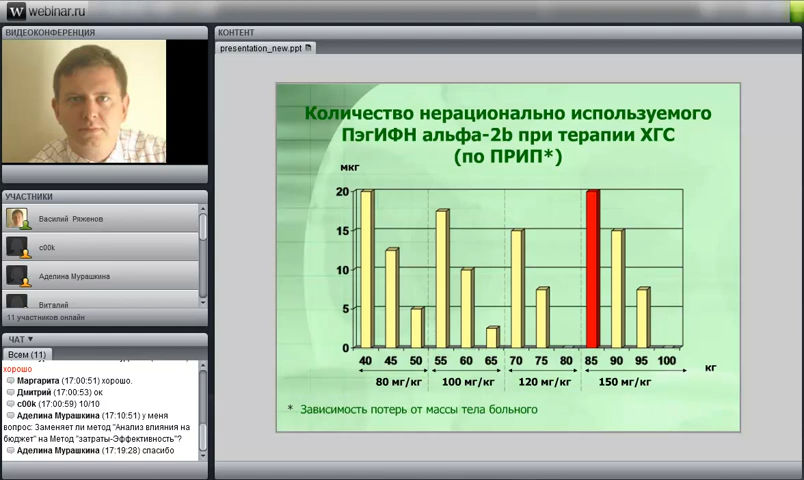 webinar.ru
ВИДЕОКОНФЕРЕНЦИЯ
УЧАСТНИКИ
Василий Ряженов
c00k
Аделина Мурашкина
Виталий
11 участников онлайн
ЧАТ
Всем (11)
хорошо
Маргарита (17:00:51) хорошо.
Дмитрий (17:00:53) ок
c00k (17:00:59) 10/10
Аделина Мурашкина (17:10:51) у меня
вопрос: Заменяет ли метод "Анализ влияния на
бюджет" на Метод "затраты-Эффективность"?
Аделина Мурашкина (17:19:28) спасибо
КОНТЕНТ
presentation_new.ppt
Количество нерационально используемого
ПэгИФН альфа-2b при терапии ХГС
(по ПРИП*)
мкг
20
15
10
5
0
40 45 50 55 60 65 70 75 80 85 90 95 100
кг
80 мг/кг 100 мг/кг 120 мг/кг 150 мг/кг
* Зависимость потерь от массы тела больного